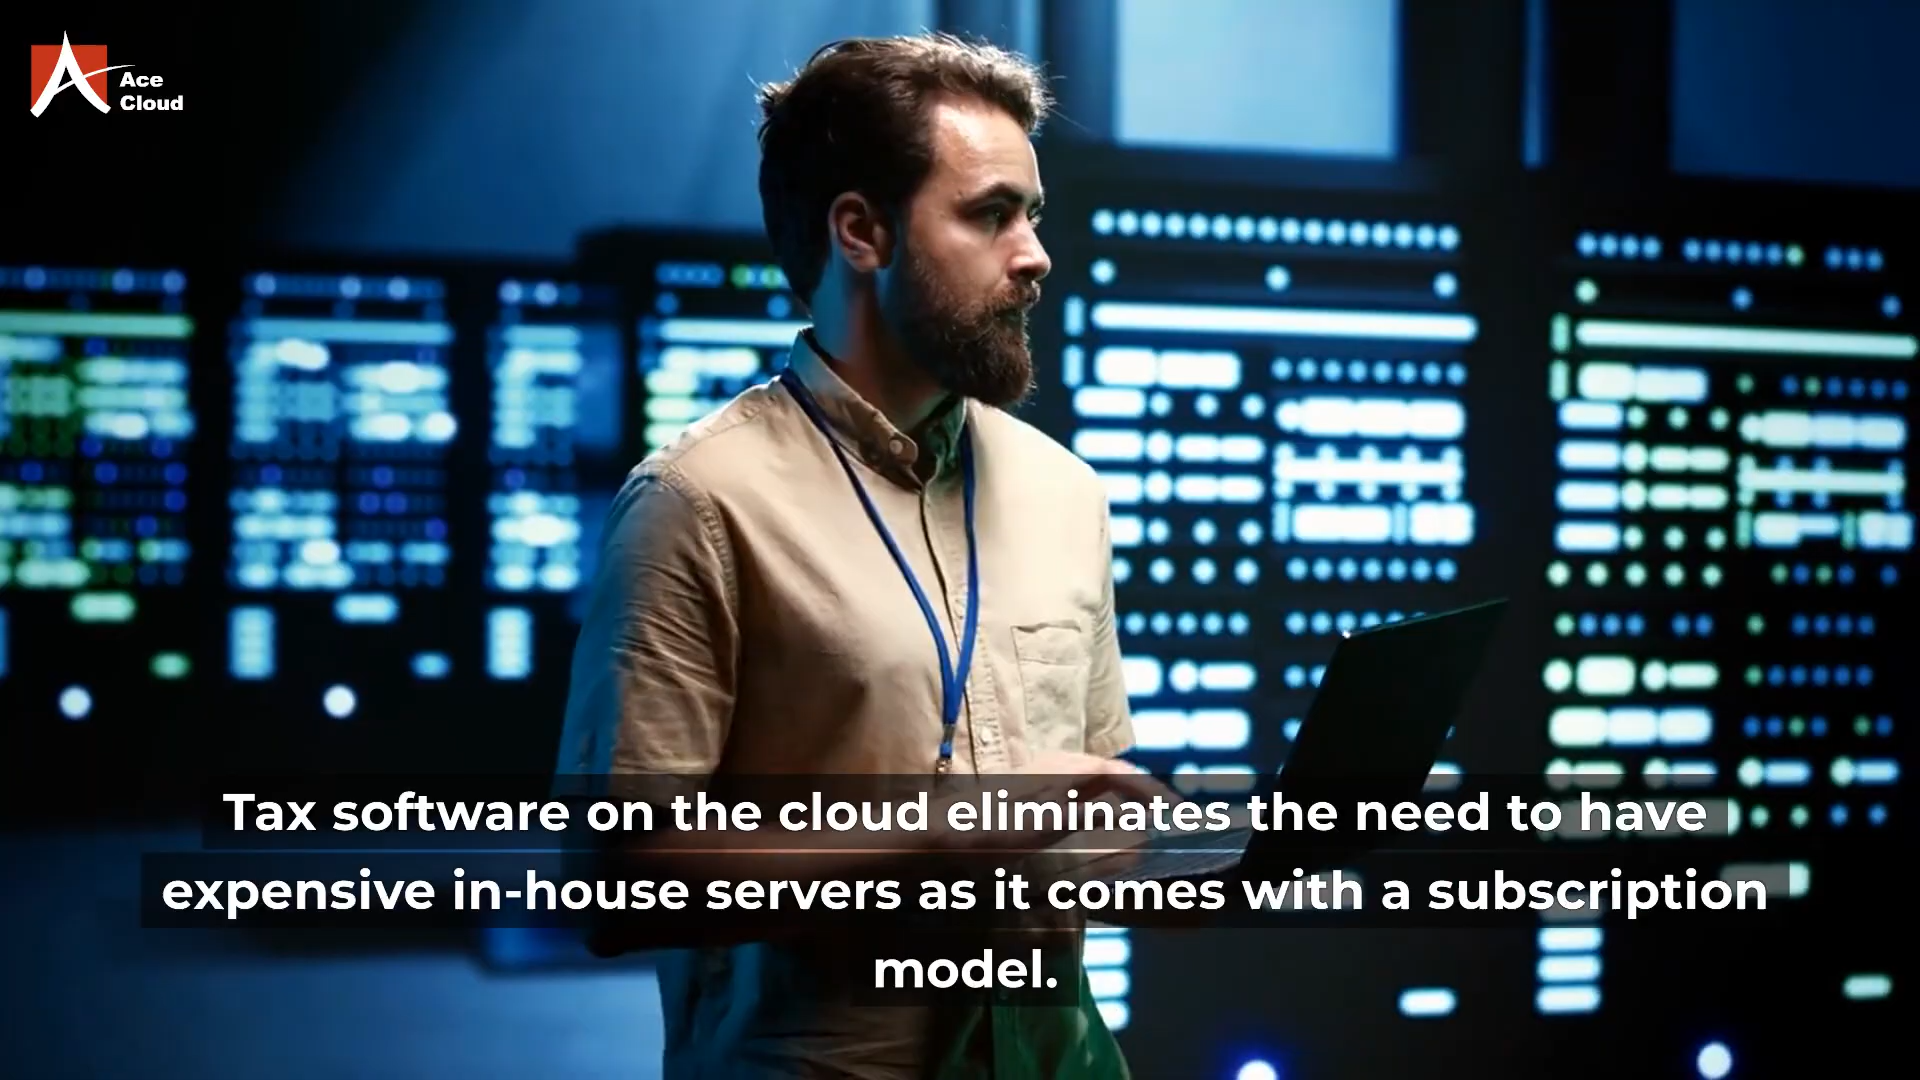 Ace
Cloud
Tax software on the cloud eliminates the need to have
expensive in-house servers as it comes with a subscription
model.